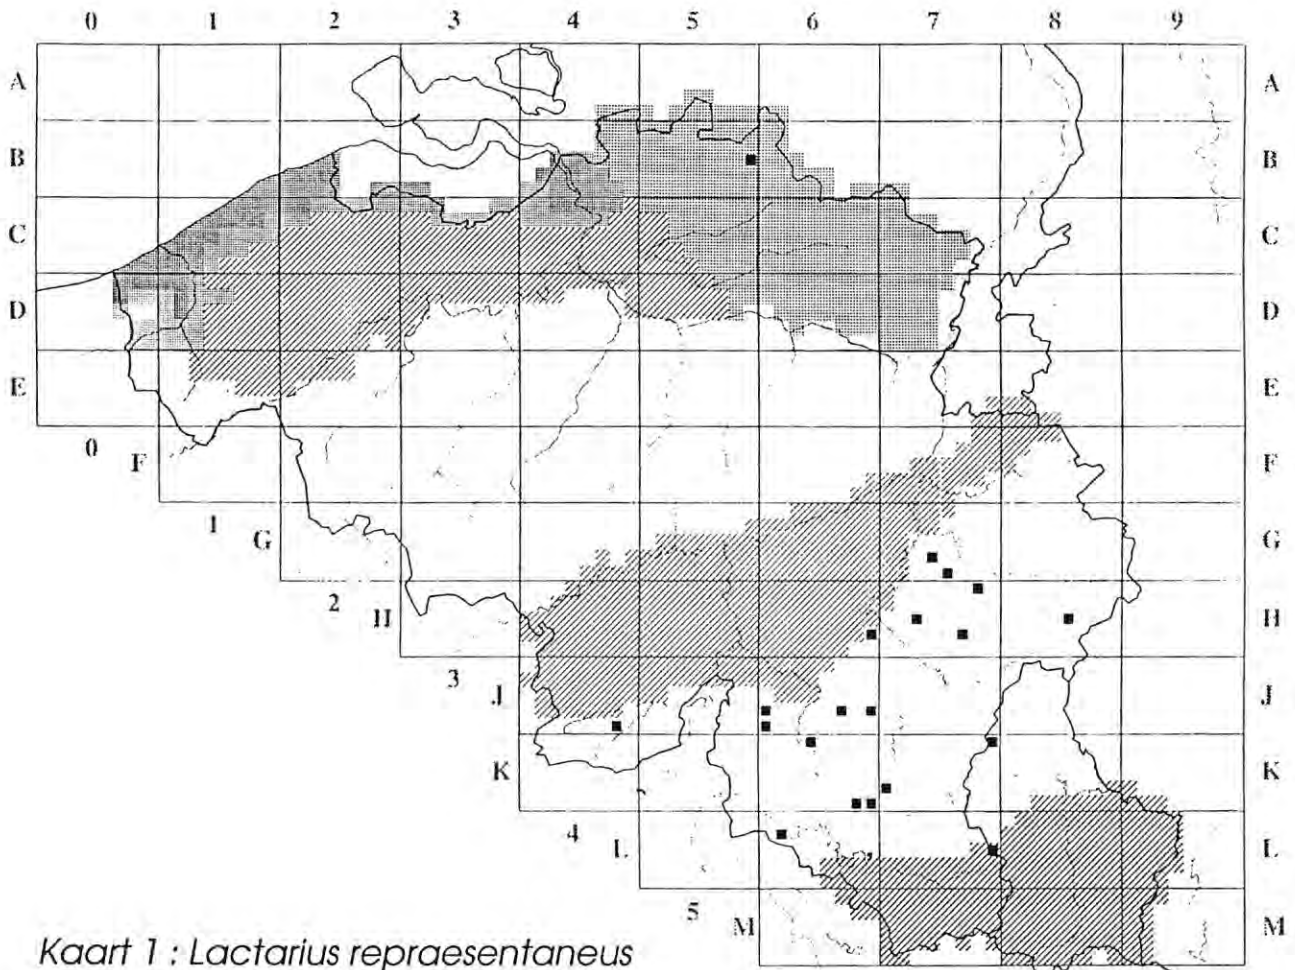 0 1 2 3 4 5 6 7 8 9
A A
B B
C C
D D
E E
0 F F
1 G G
2 H H
3 J J
K K
4 L L
5 M M
Kaart 1 : Lactarius repraesentaneus